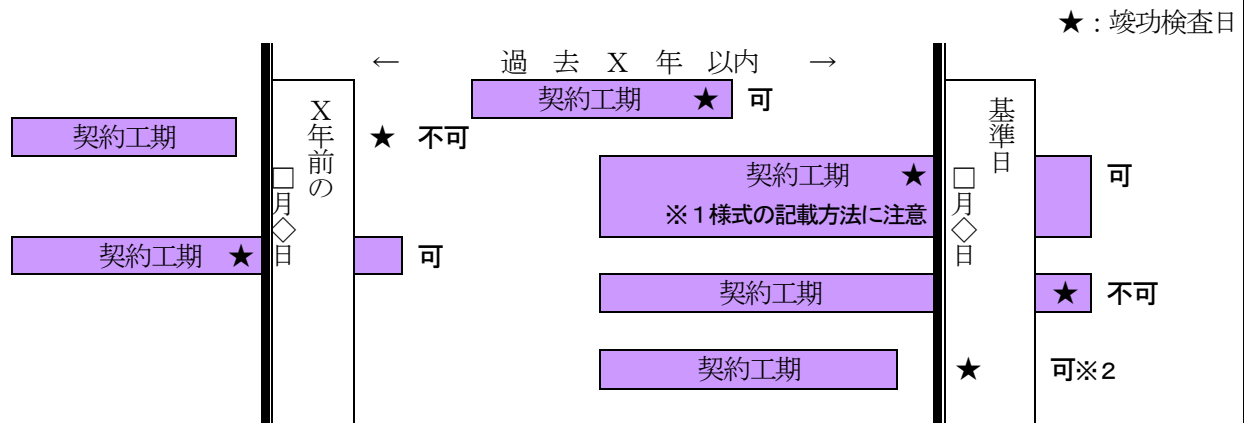 ★：竣功検査日
← 過 去 Ｘ 年 以内 →
契約工期 ★ 可
契約工期 ★ 不可
Ｘ年前の
□月◇日
基準日
□月◇日
契約工期 ★ 可
※１様式の記載方法に注意
契約工期 ★ 可
契約工期 ★ 不可
契約工期 ★ 可※２